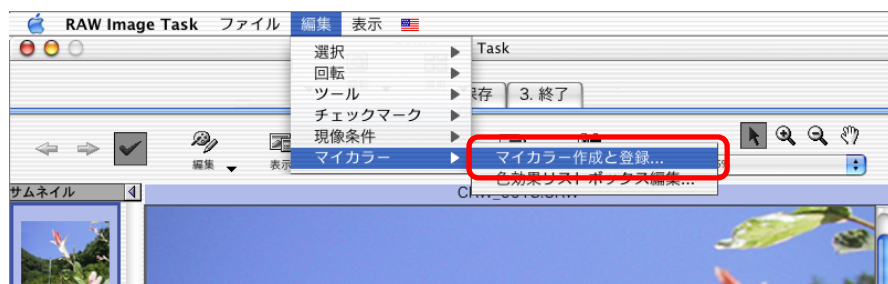 RAW Image Task ファイル 編集 表示
Task
選択
回転
ツール
チェックマーク
現像条件
マイカラー
保存 3. 終了
マイカラー作成と登録...
色効果リストボックス編集...
編集
サムネイル